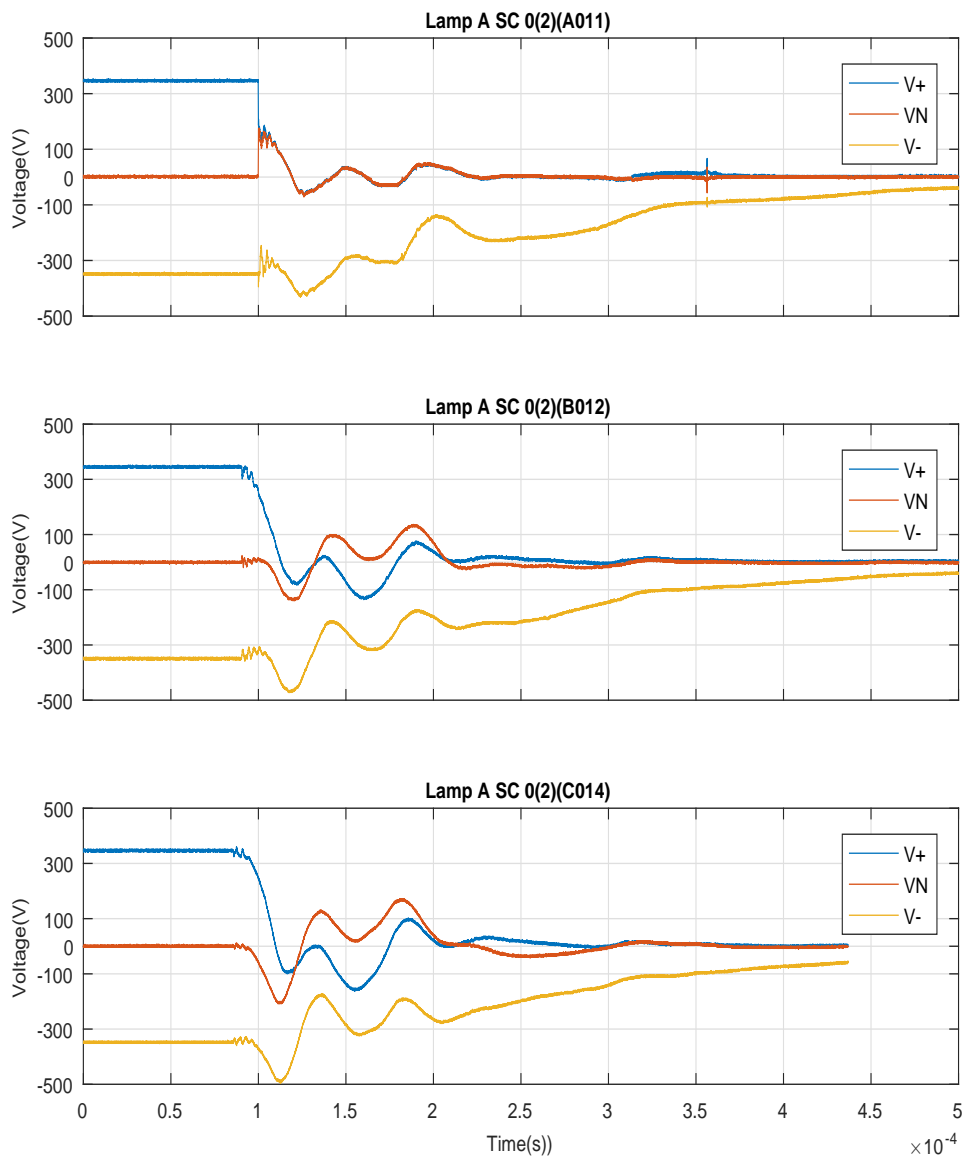 Lamp A SC 0(2)(A011)
500
300
100
0
-100
-300
-500
Voltage(V)
V+
VN
V-
Lamp A SC 0(2)(B012)
500
300
100
0
-100
-300
-500
Voltage(V)
V+
VN
V-
Lamp A SC 0(2)(C014)
500
300
100
0
-100
-300
-500
Voltage(V)
V+
VN
V-
0 0.5 1 1.5 2 2.5 3 3.5 4 4.5 5
Time(s))
×10⁻⁴